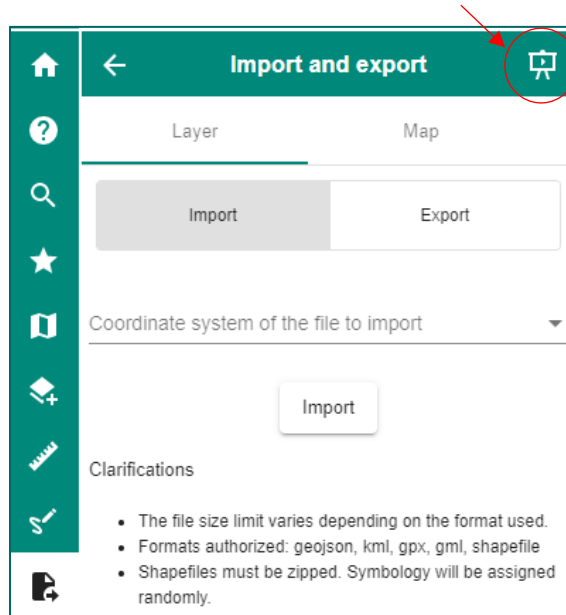 Import and export
Layer Map
Import Export
Coordinate system of the file to import
Import
Clarifications
• The file size limit varies depending on the format used.
• Formats authorized: geojson, kml, gpx, gml, shapefile
• Shapefiles must be zipped. Symbology will be assigned
randomly.